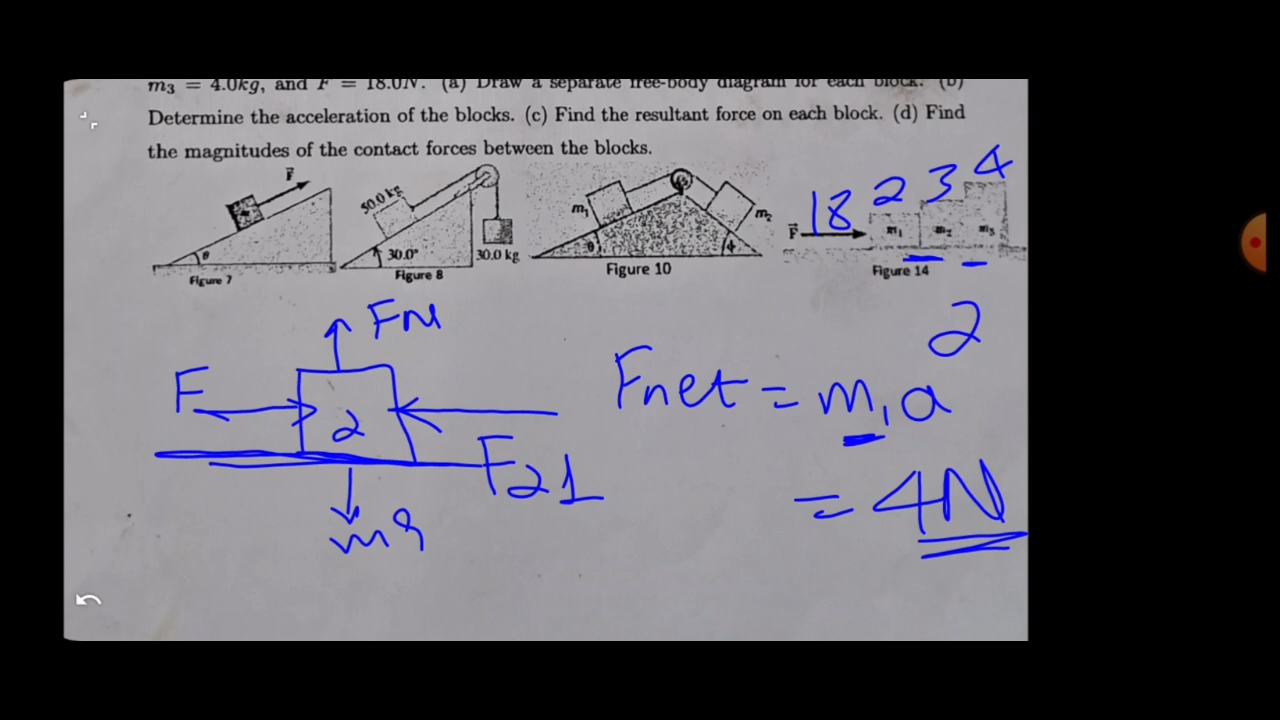 m₃ = 4.0kg, and F = 18.0N. (a) Draw a separate free-body diagram for each block. (b)
Determine the acceleration of the blocks. (c) Find the resultant force on each block. (d) Find
the magnitudes of the contact forces between the blocks.
F θ
Figure 7
50.0 kg 30.0° 30.0 kg
Figure 8
m₁ m₂ θ ϕ
Figure 10
F 18 2 3 4
m₁ m₂ m₃
Figure 14
2
FN
F 2 F21
mg
Fnet = m₁a
= 4N